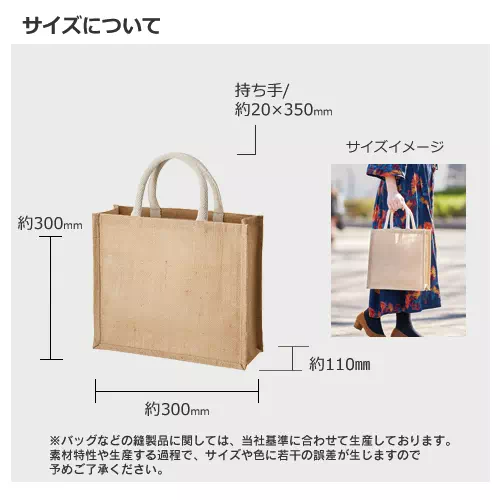 サイズについて
持ち手/
約20×350mm
サイズイメージ
約300mm
約110㎜
約300mm
※バッグなどの縫製品に関しては、当社基準に合わせて生産しております。
素材特性や生産する過程で、サイズや色に若干の誤差が生じますので
予めご了承ください。